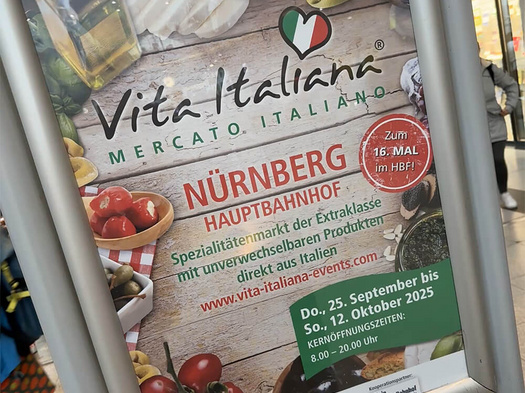 Vita Italiana®
MERCATO ITALIANO
Zum
16. MAL
im HBF!
NÜRNBERG
HAUPTBAHNHOF
Spezialitätenmarkt der Extraklasse
mit unverwechselbaren Produkten
direkt aus Italien
www.vita-italiana-events.com
Do., 25. September bis
So., 12. Oktober 2025
KERNÖFFNUNGSZEITEN:
8.00 – 20.00 Uhr
Kooperationspartner: